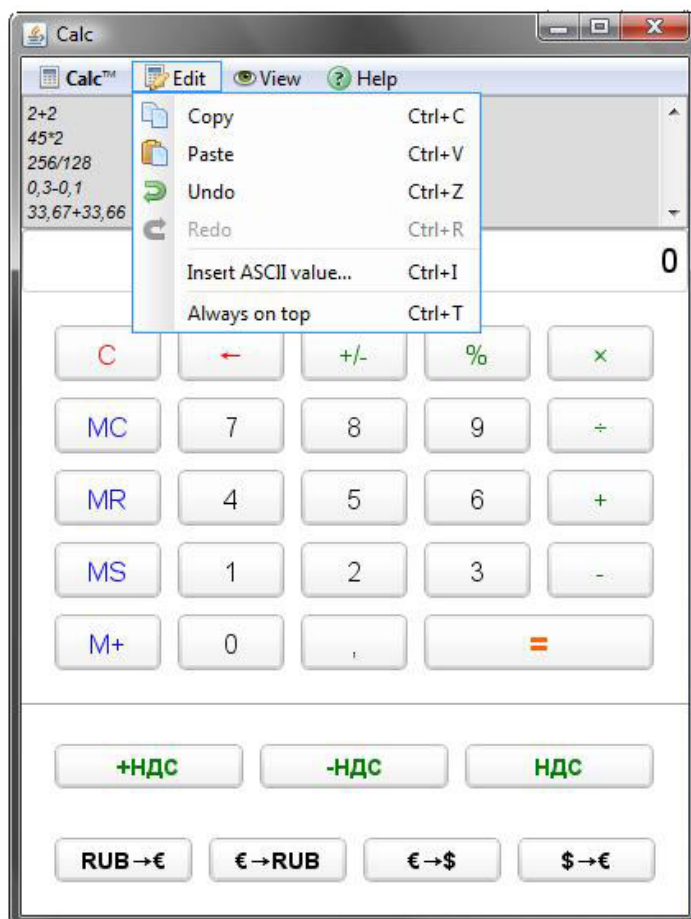 Calc
Calc™ Edit View Help
2+2
45*2
256/128
0,3-0,1
33,67+33,66
Copy Ctrl+C
Paste Ctrl+V
Undo Ctrl+Z
Redo Ctrl+R
Insert ASCII value... Ctrl+I
Always on top Ctrl+T
0
C ← +/- % ×
MC 7 8 9 ÷
MR 4 5 6 +
MS 1 2 3 -
M+ 0 , =
+НДС -НДС НДС
RUB→€ €→RUB €→$ $→€